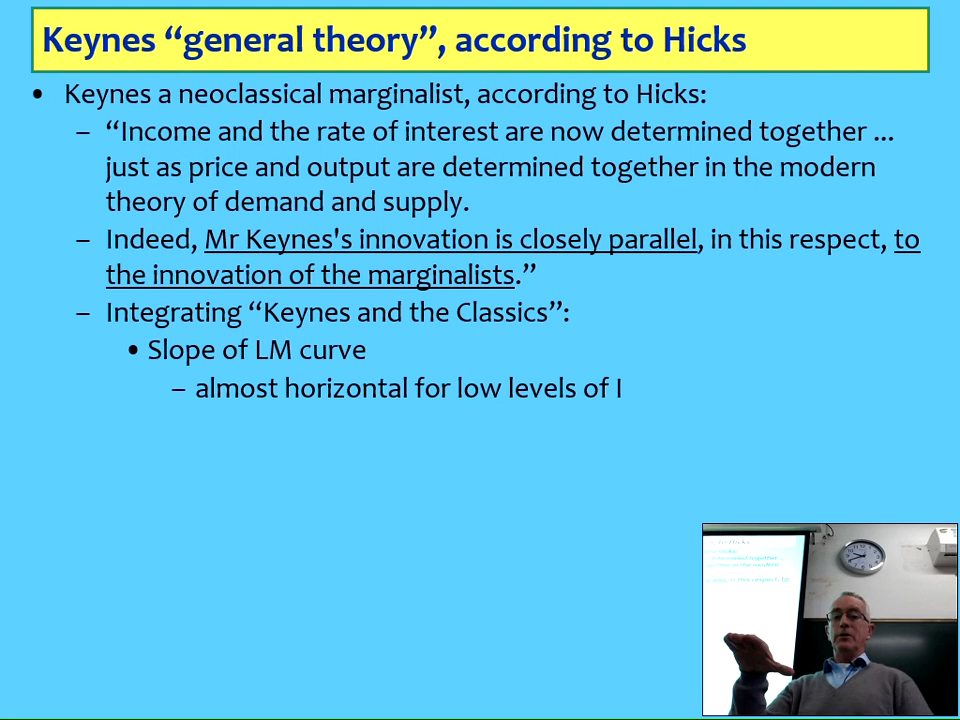 Keynes “general theory”, according to Hicks
• Keynes a neoclassical marginalist, according to Hicks:
– “Income and the rate of interest are now determined together ...
just as price and output are determined together in the modern
theory of demand and supply.
– Indeed, Mr Keynes's innovation is closely parallel, in this respect, to
the innovation of the marginalists.”
– Integrating “Keynes and the Classics”:
• Slope of LM curve
– almost horizontal for low levels of I